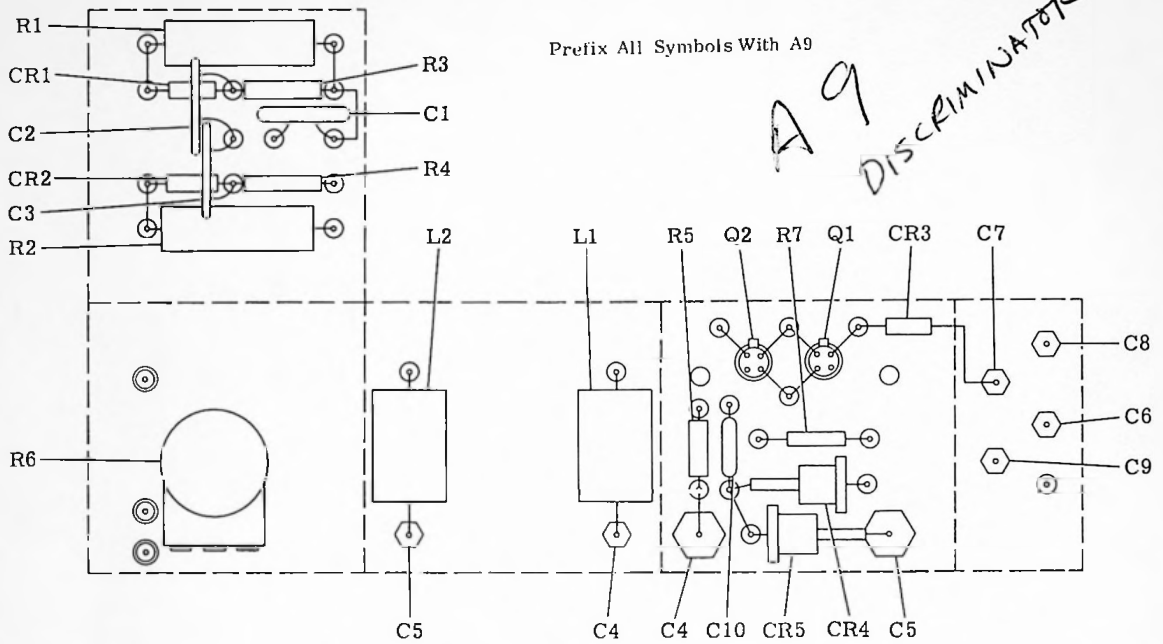 Prefix All Symbols With A9
A9
DISCRIMINATOR
R1
CR1
C2
CR2
C3
R2
R3
C1
R4
L2
L1
R5
Q2
R7
Q1
CR3
C7
C8
C6
C9
R6
C5
C4
C4
C10
CR5
CR4
C5